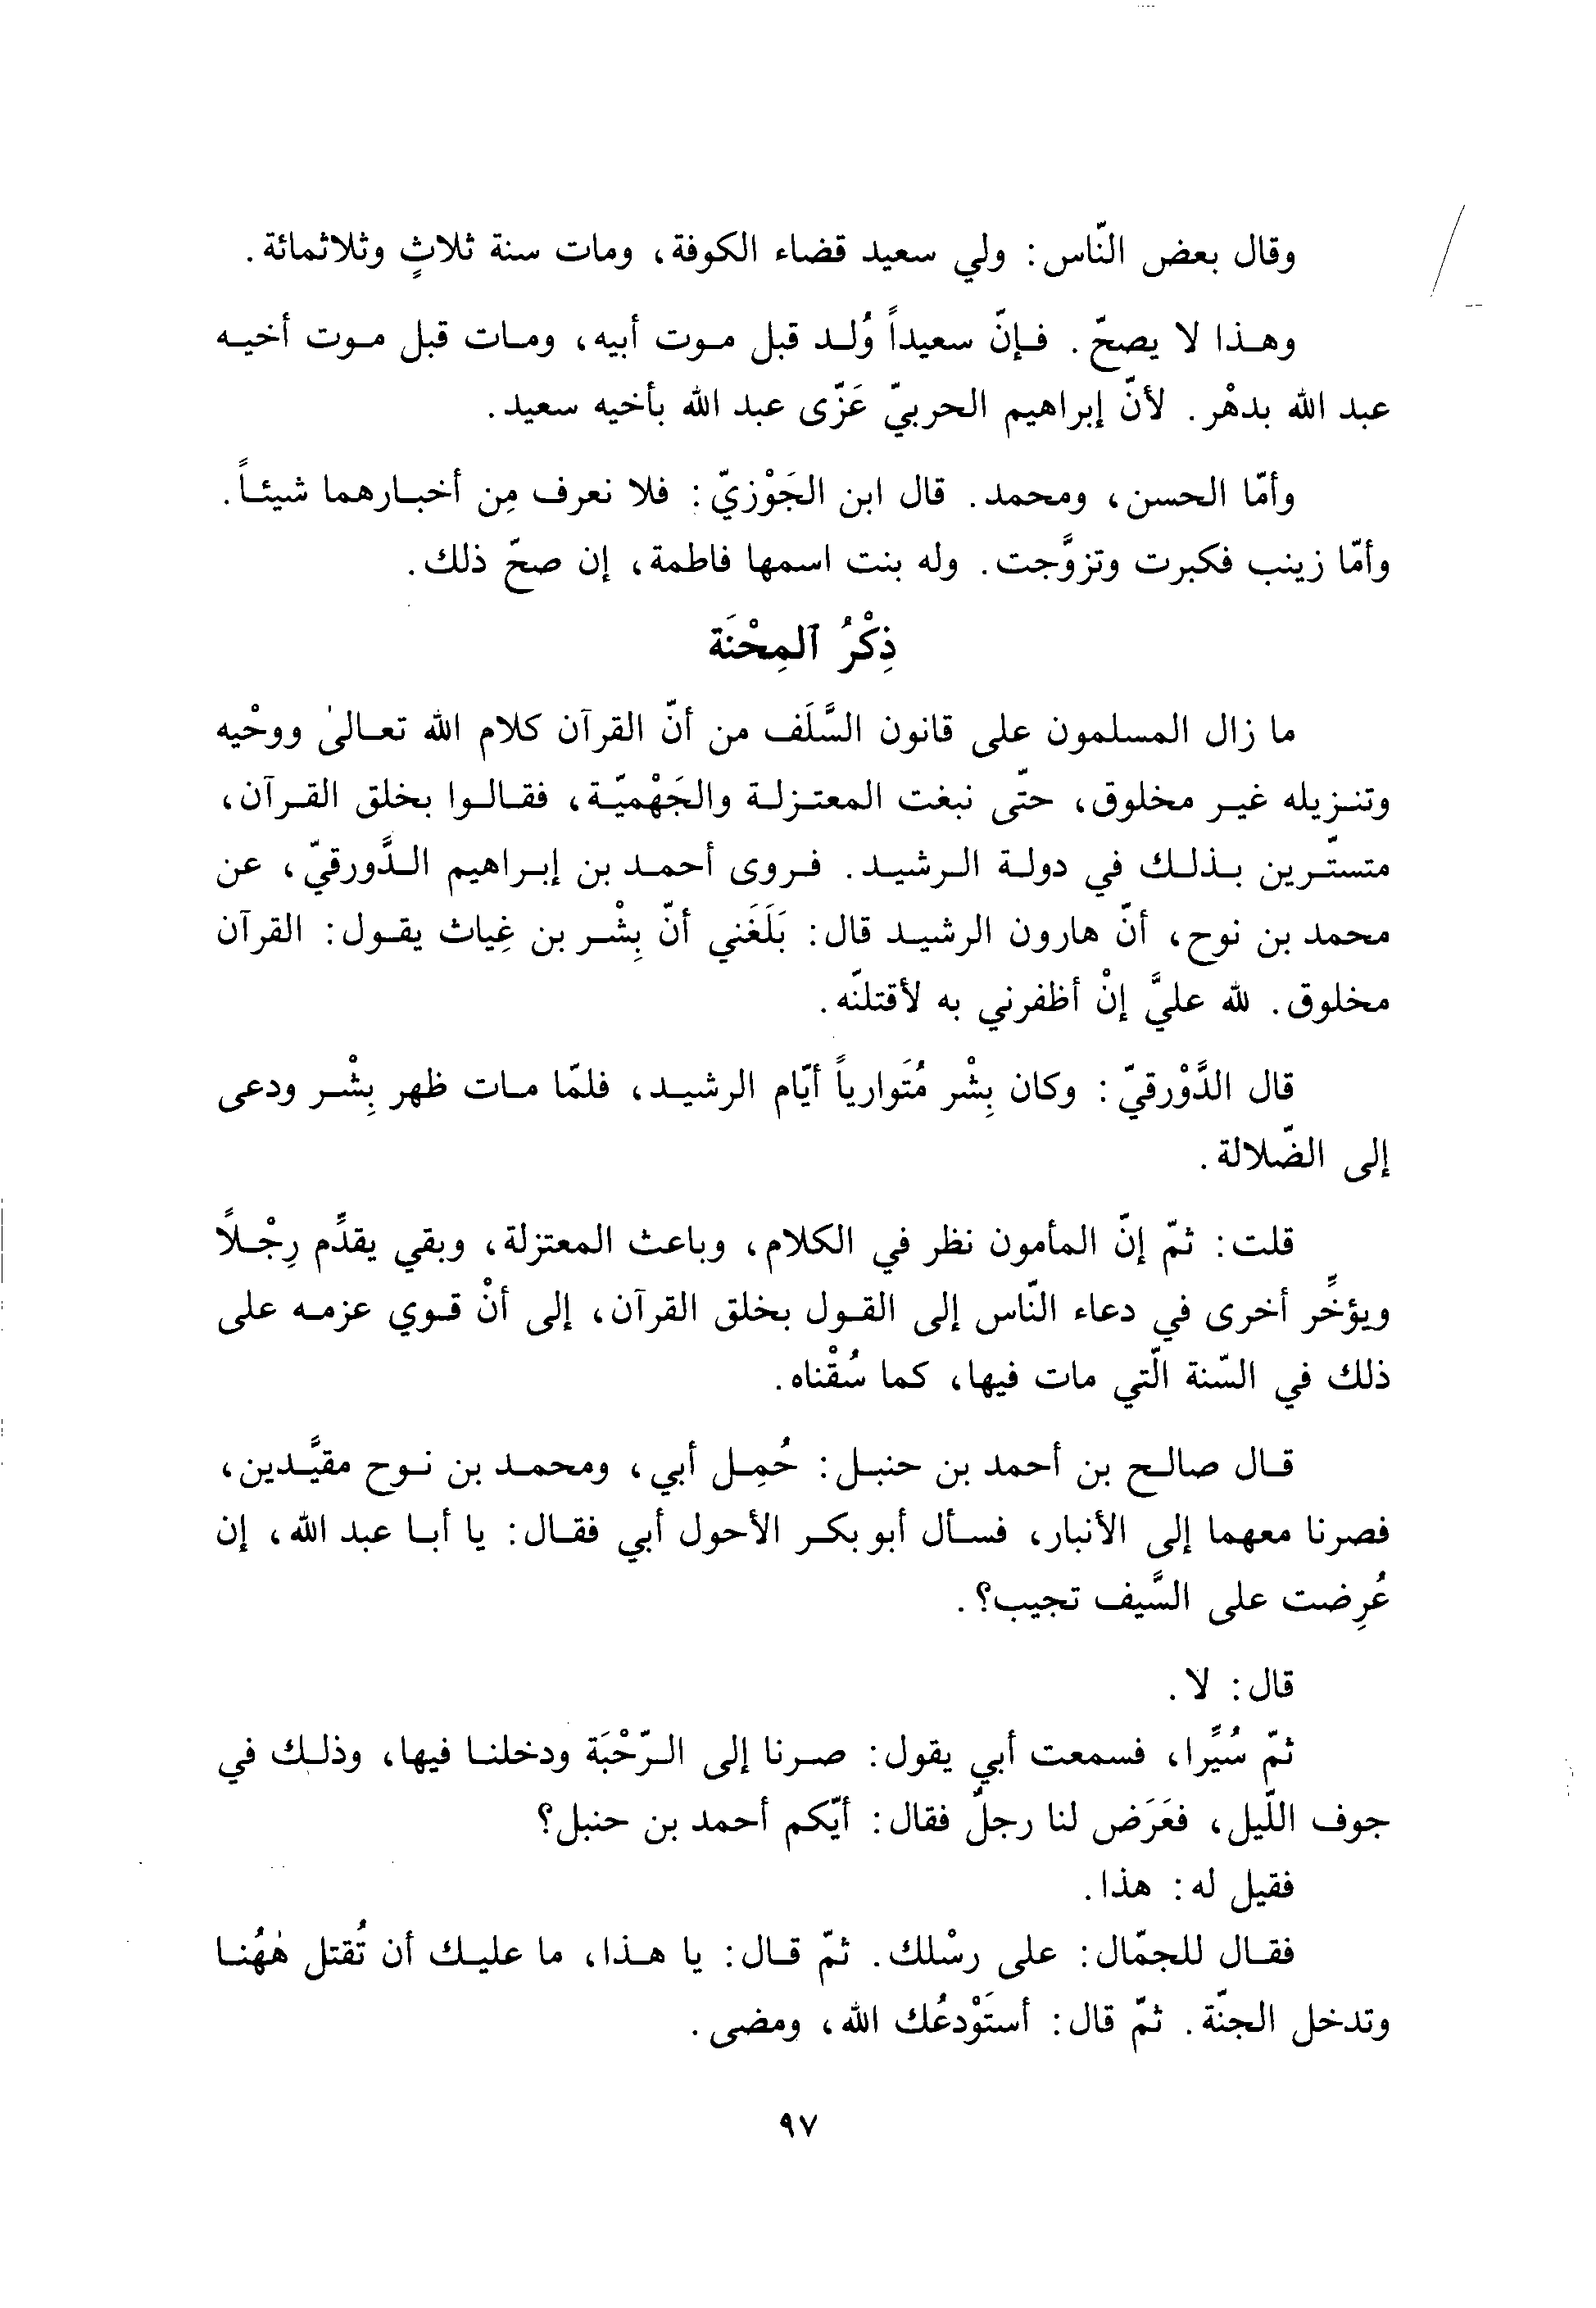 وقال بعض النّاس: ولي سعيد قضاء الكوفة، ومات سنة ثلاثٍ وثلاثمائة.
وهذا لا يصحّ. فإنّ سعيداً وُلد قبل موت أبيه، ومات قبل موت أخيه
عبد الله بدهْر. لأنّ إبراهيم الحربيّ عَزّى عبد الله بأخيه سعيد.
وأمّا الحسن، ومحمد. قال ابن الجَوْزيّ: فلا نعرف مِن أخبارهما شيئاً.
وأمّا زينب فكبرت وتزوَّجت. وله بنت اسمها فاطمة، إن صحّ ذلك.
ذِكْرُ ٱلمِحْنَة
ما زال المسلمون على قانون السَّلَف من أنّ القرآن كلام الله تعالىٰ ووحْيه
وتنزيله غير مخلوق، حتّى نبغت المعتزلة والجَهْميّة، فقالوا بخلق القرآن،
متستّرين بذلك في دولة الرشيد. فروى أحمد بن إبراهيم الدَّورقيّ، عن
محمد بن نوح، أنّ هارون الرشيد قال: بَلَغَني أنّ بِشْر بن غِياث يقول: القرآن
مخلوق. لله عليَّ إنْ أظفرني به لأقتلنّه.
قال الدَّوْرقيّ: وكان بِشْر مُتَوارياً أيّام الرشيد، فلمّا مات ظهر بِشْر ودعى
إلى الضّلالة.
قلت: ثمّ إنّ المأمون نظر في الكلام، وباعث المعتزلة، وبقي يقدِّم رِجْلاً
ويؤخِّر أخرى في دعاء النّاس إلى القول بخلق القرآن، إلى أنْ قوي عزمه على
ذلك في السّنة الّتي مات فيها، كما سُقْناه.
قال صالح بن أحمد بن حنبل: حُمِل أبي، ومحمد بن نوح مقيَّدين،
فصرنا معهما إلى الأنبار، فسأل أبو بكر الأحول أبي فقال: يا أبا عبد الله، إن
عُرِضت على السَّيف تجيب؟.
قال: لا.
ثمّ سُيِّرا، فسمعت أبي يقول: صرنا إلى الرّحْبَة ودخلنا فيها، وذلك في
جوف اللّيل، فعَرَض لنا رجلٌ فقال: أيّكم أحمد بن حنبل؟
فقيل له: هذا.
فقال للجمّال: على رسْلك. ثمّ قال: يا هذا، ما عليك أن تُقتل هٰهُنا
وتدخل الجنّة. ثمّ قال: أستَوْدعُك الله، ومضى.
٩٧